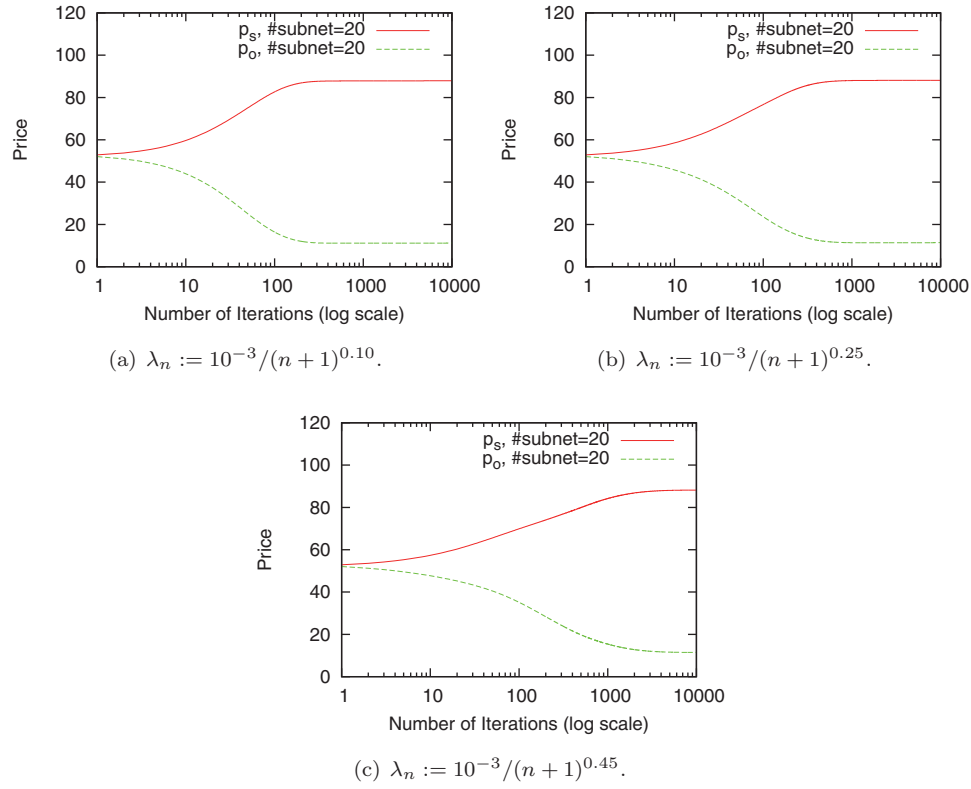 120
100
80
60
40
20
0
Price
p_s, #subnet=20
p_o, #subnet=20
1 10 100 1000 10000
Number of Iterations (log scale)
(a) λ_n := 10^{-3}/(n + 1)^{0.10}.
120
100
80
60
40
20
0
Price
p_s, #subnet=20
p_o, #subnet=20
1 10 100 1000 10000
Number of Iterations (log scale)
(b) λ_n := 10^{-3}/(n + 1)^{0.25}.
120
100
80
60
40
20
0
Price
p_s, #subnet=20
p_o, #subnet=20
1 10 100 1000 10000
Number of Iterations (log scale)
(c) λ_n := 10^{-3}/(n + 1)^{0.45}.